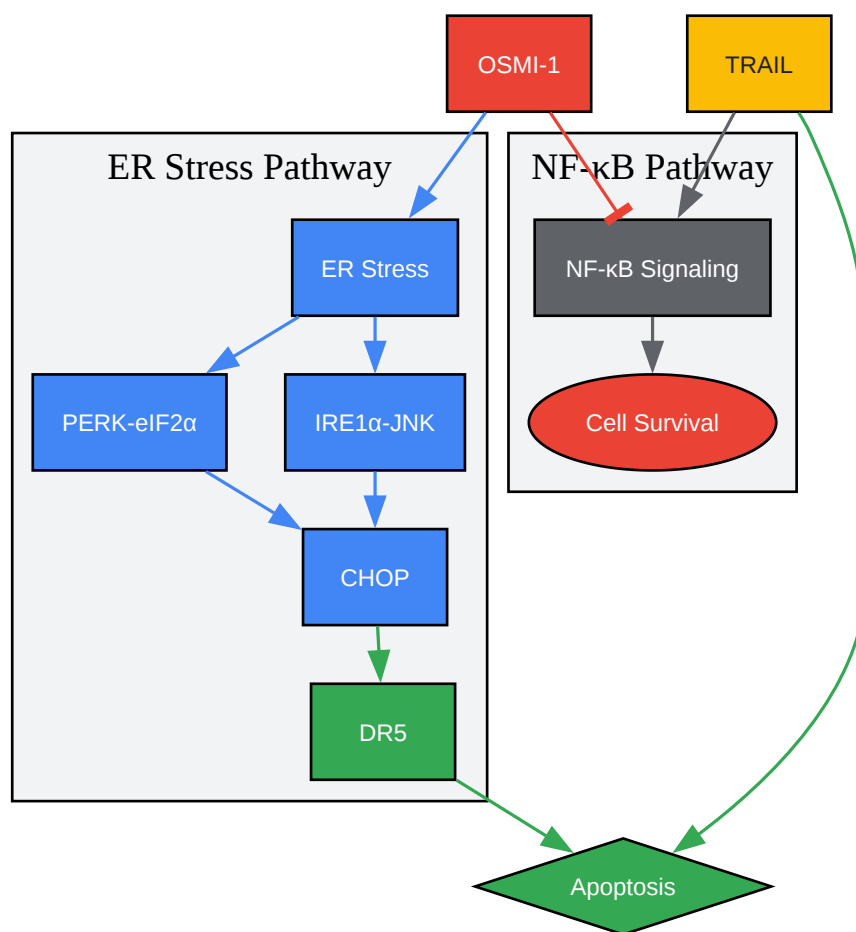 OSMI-1
TRAIL
ER Stress Pathway
NF-κB Pathway
ER Stress
NF-κB Signaling
PERK-eIF2α
IRE1α-JNK
Cell Survival
CHOP
DR5
Apoptosis